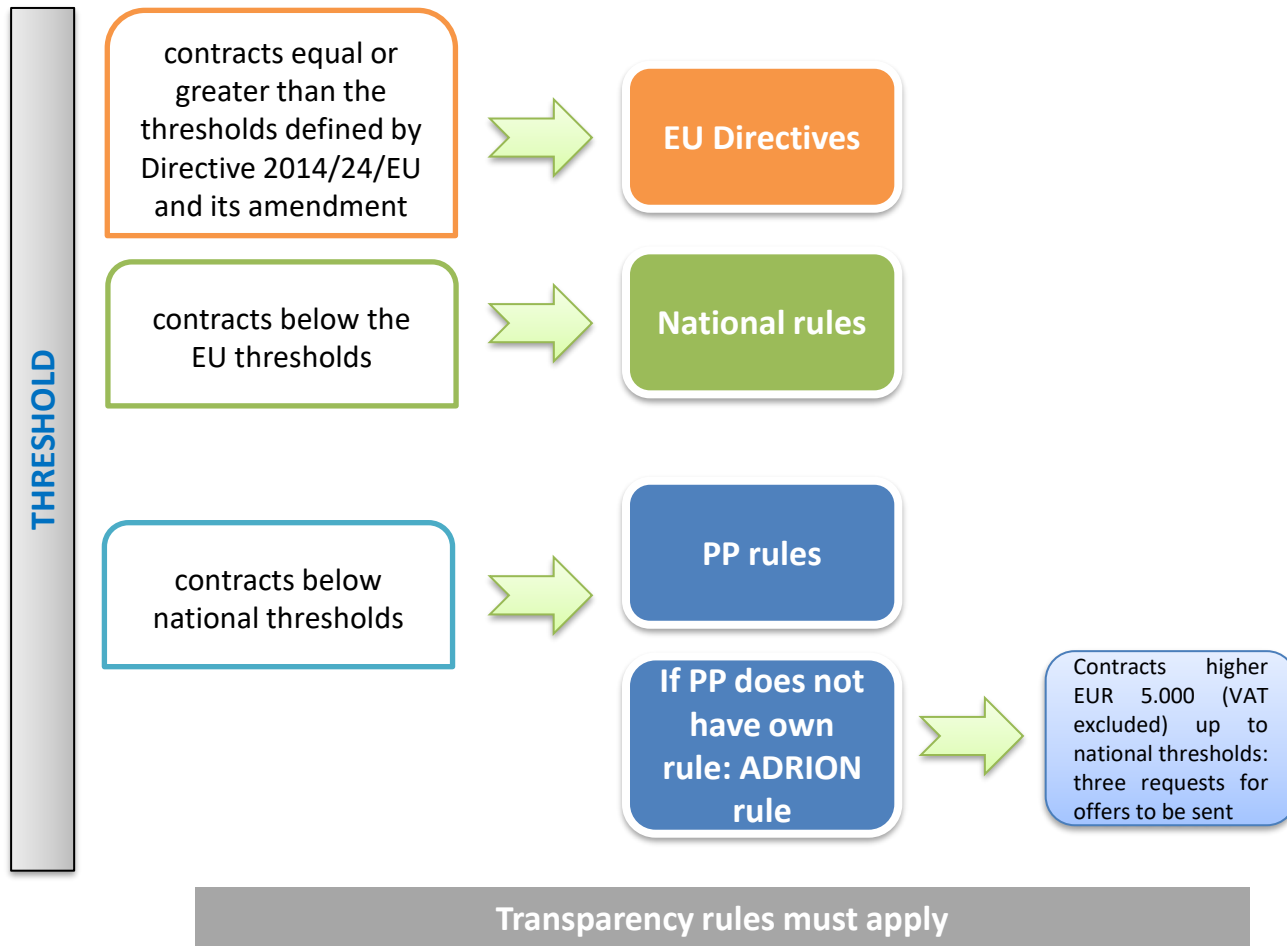 THRESHOLD
contracts equal or
greater than the
thresholds defined by
Directive 2014/24/EU
and its amendment
EU Directives
contracts below the
EU thresholds
National rules
contracts below
national thresholds
PP rules
If PP does not
have own
rule: ADRION
rule
Contracts higher
EUR 5.000 (VAT
excluded) up to
national thresholds:
three requests for
offers to be sent
Transparency rules must apply